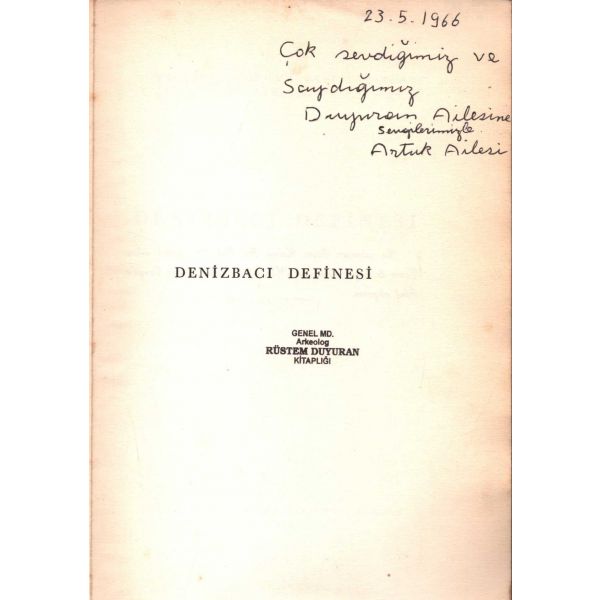 23.5.1966
Çok sevdiğimiz ve
Saydığımız
Duyuran Ailesine
Artuk Ailesi
DENİZBACI DEFİNESİ
GENEL MD.
Arkeolog
RÜSTEM DUYURAN
KİTAPLIĞI